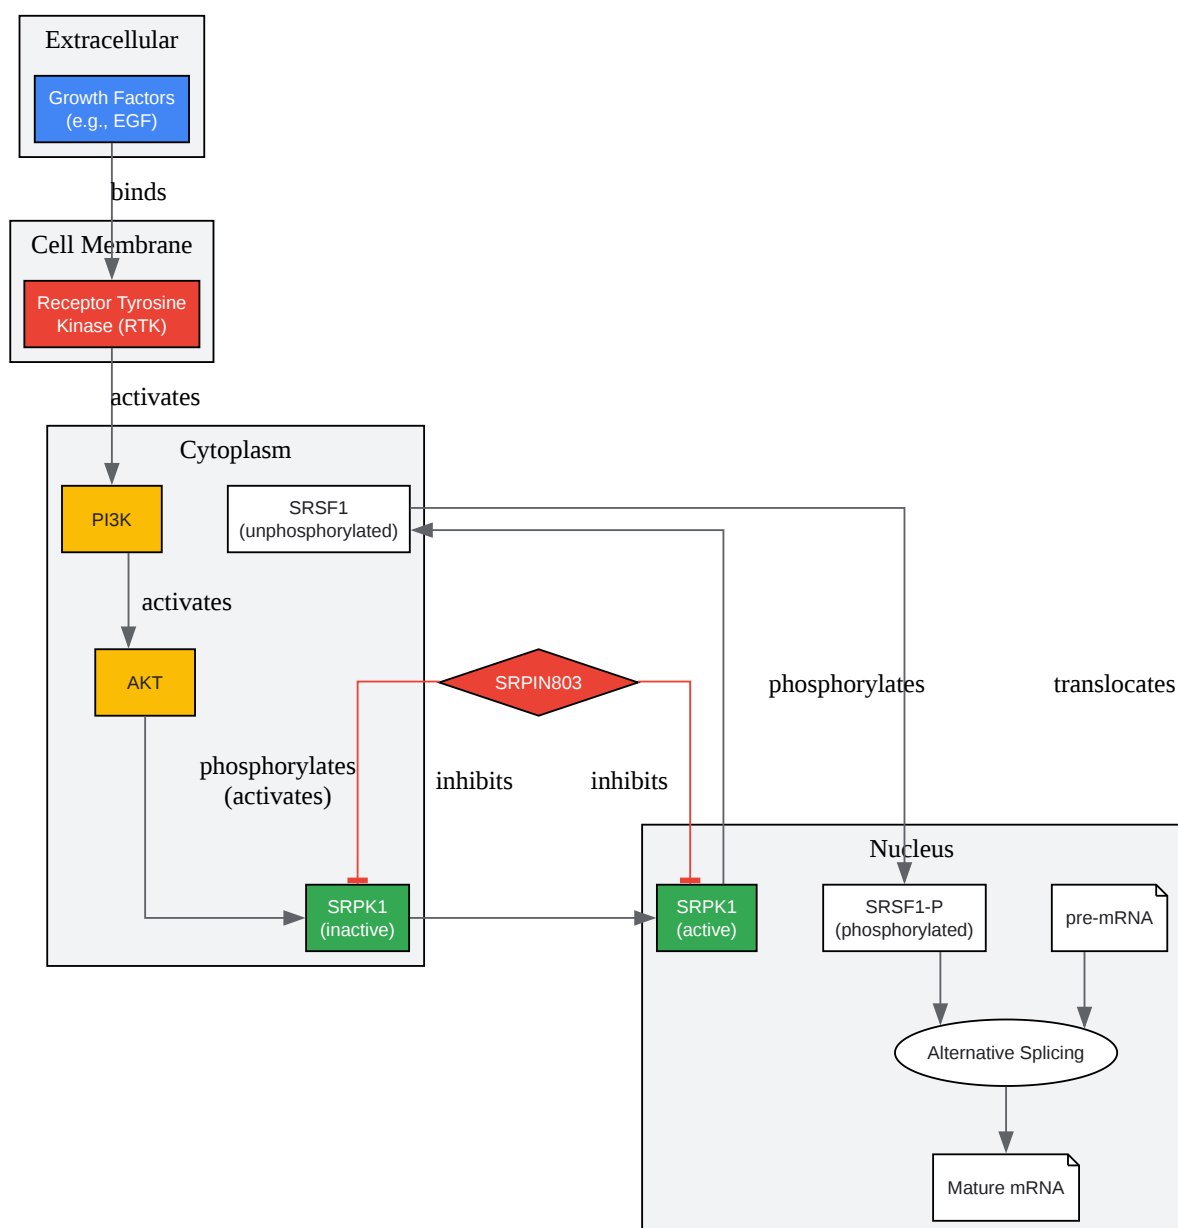 Extracellular
Growth Factors
(e.g., EGF)
binds
Cell Membrane
Receptor Tyrosine
Kinase (RTK)
activates
Cytoplasm
PI3K
SRSF1
(unphosphorylated)
activates
AKT
SRPIN803
phosphorylates
translocates
phosphorylates
(activates)
inhibits
inhibits
Nucleus
SRPK1
(inactive)
SRPK1
(active)
SRSF1-P
(phosphorylated)
pre-mRNA
Alternative Splicing
Mature mRNA